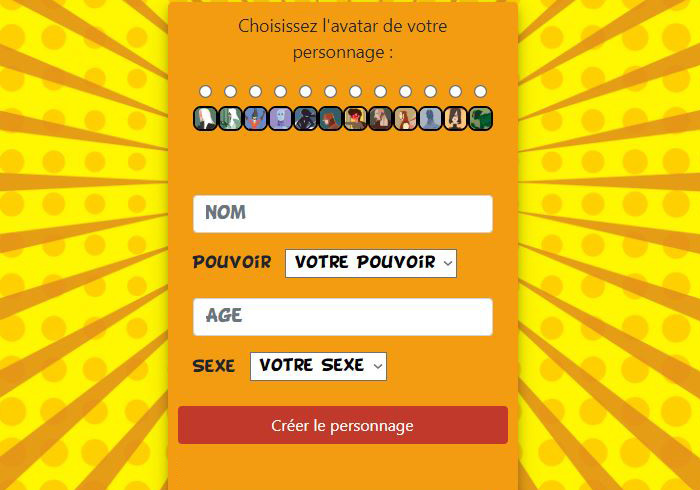 Choisissez l'avatar de votre
personnage :
NOM
POUVOIR VOTRE POUVOIR
AGE
SEXE VOTRE SEXE
Créer le personnage